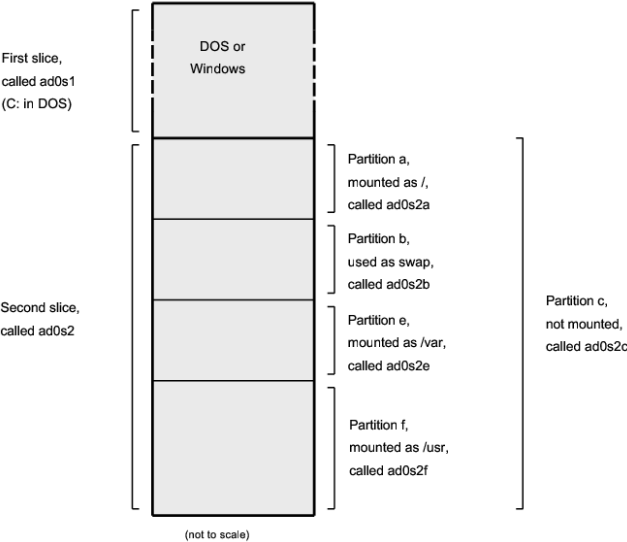 DOS or
Windows
First slice,
called ad0s1
(C: in DOS)
Partition a,
mounted as /,
called ad0s2a
Partition b,
used as swap,
called ad0s2b
Second slice,
called ad0s2
Partition c,
not mounted,
called ad0s2c
Partition e,
mounted as /var,
called ad0s2e
Partition f,
mounted as /usr,
called ad0s2f
(not to scale)